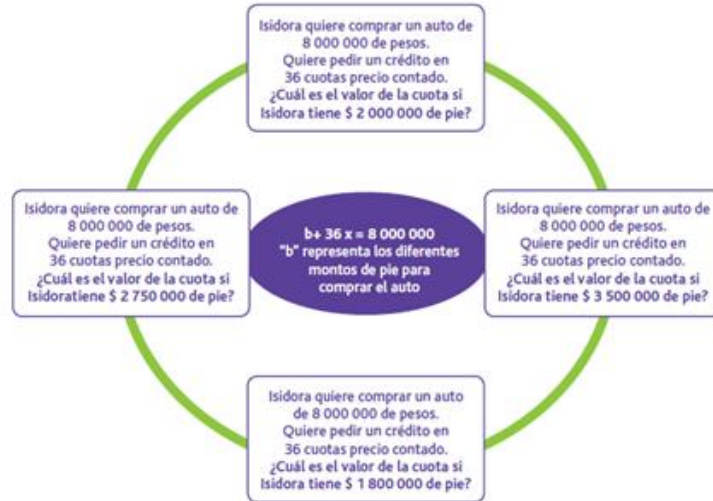 Isidora quiere comprar un auto de
8 000 000 de pesos.
Quiere pedir un crédito en
36 cuotas precio contado.
¿Cuál es el valor de la cuota si
Isidora tiene $ 2 000 000 de pie?
Isidora quiere comprar un auto de
8 000 000 de pesos.
Quiere pedir un crédito en
36 cuotas precio contado.
¿Cuál es el valor de la cuota si
Isidoratiene $ 2 750 000 de pie?
b+ 36 x = 8 000 000
"b" representa los diferentes
montos de pie para
comprar el auto
Isidora quiere comprar un auto de
8 000 000 de pesos.
Quiere pedir un crédito en
36 cuotas precio contado.
¿Cuál es el valor de la cuota si
Isidora tiene $ 3 500 000 de pie?
Isidora quiere comprar un auto
de 8 000 000 de pesos.
Quiere pedir un crédito en
36 cuotas precio contado.
¿Cuál es el valor de la cuota si
Isidora tiene $ 1 800 000 de pie?